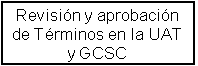 Revisión y aprobación
de Términos en la UAT
y GCSC